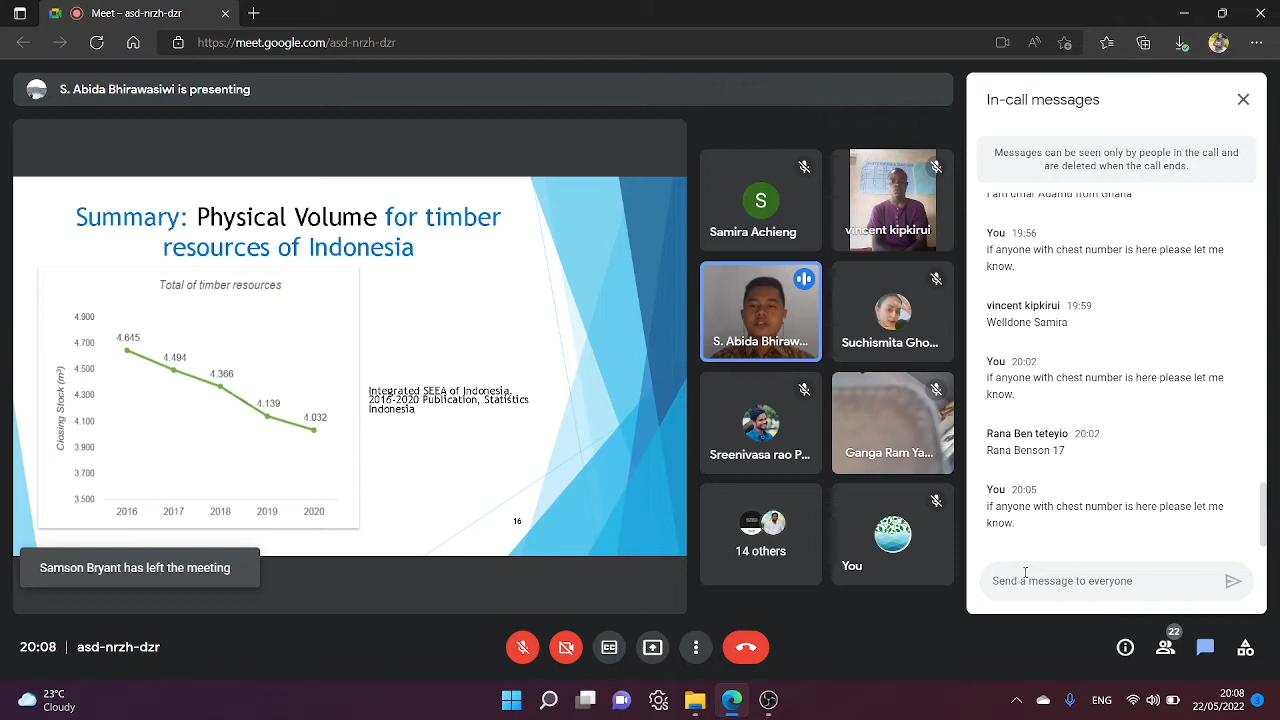 Meet – asd-nrzh-dzr
https://meet.google.com/asd-nrzh-dzr
S. Abida Bhirawasiwi is presenting
Summary: Physical Volume for timber
resources of Indonesia
Total of timber resources
Closing Stock (m³)
4.900
4.700
4.500
4.300
4.100
3.900
3.700
3.500
4.645
4.494
4.366
4.139
4.032
2016
2017
2018
2019
2020
Integrated SEEA of Indonesia,
2016-2020 Publication, Statistics
Indonesia
16
Samson Bryant has left the meeting
S
Samira Achieng
vincent kipkirui
S. Abida Bhiraw...
Suchismita Gho...
Sreenivasa rao P...
Ganga Ram Ya...
14 others
You
In-call messages
Messages can be seen only by people in the call and
are deleted when the call ends.
I am umar Adamu from Ghana
You 19:56
if anyone with chest number is here please let me
know.
vincent kipkirui 19:59
Welldone Samira
You 20:02
if anyone with chest number is here please let me
know.
Rana Ben teteyio 20:02
Rana Benson 17
You 20:05
if anyone with chest number is here please let me
know.
Send a message to everyone
20:08 | asd-nrzh-dzr
CC
22
23°C
Cloudy
ENG
20:08
22/05/2022
3